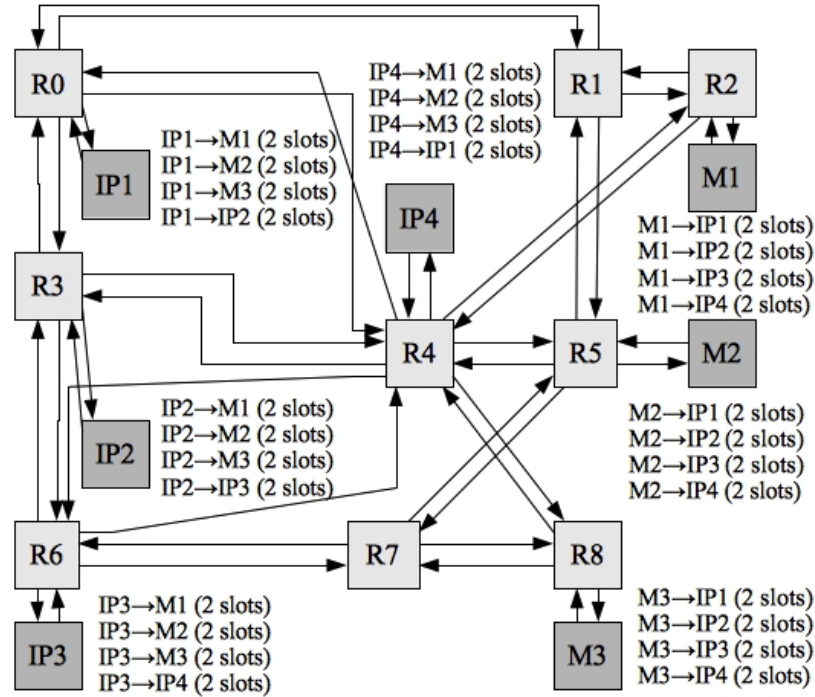 R0
IP4→M1 (2 slots)
IP4→M2 (2 slots)
IP4→M3 (2 slots)
IP4→IP1 (2 slots)
R1
R2
IP1
IP1→M1 (2 slots)
IP1→M2 (2 slots)
IP1→M3 (2 slots)
IP1→IP2 (2 slots)
IP4
M1
M1→IP1 (2 slots)
M1→IP2 (2 slots)
M1→IP3 (2 slots)
M1→IP4 (2 slots)
R3
R4
R5
M2
IP2
IP2→M1 (2 slots)
IP2→M2 (2 slots)
IP2→M3 (2 slots)
IP2→IP3 (2 slots)
M2→IP1 (2 slots)
M2→IP2 (2 slots)
M2→IP3 (2 slots)
M2→IP4 (2 slots)
R6
R7
R8
IP3
IP3→M1 (2 slots)
IP3→M2 (2 slots)
IP3→M3 (2 slots)
IP3→IP4 (2 slots)
M3
M3→IP1 (2 slots)
M3→IP2 (2 slots)
M3→IP3 (2 slots)
M3→IP4 (2 slots)